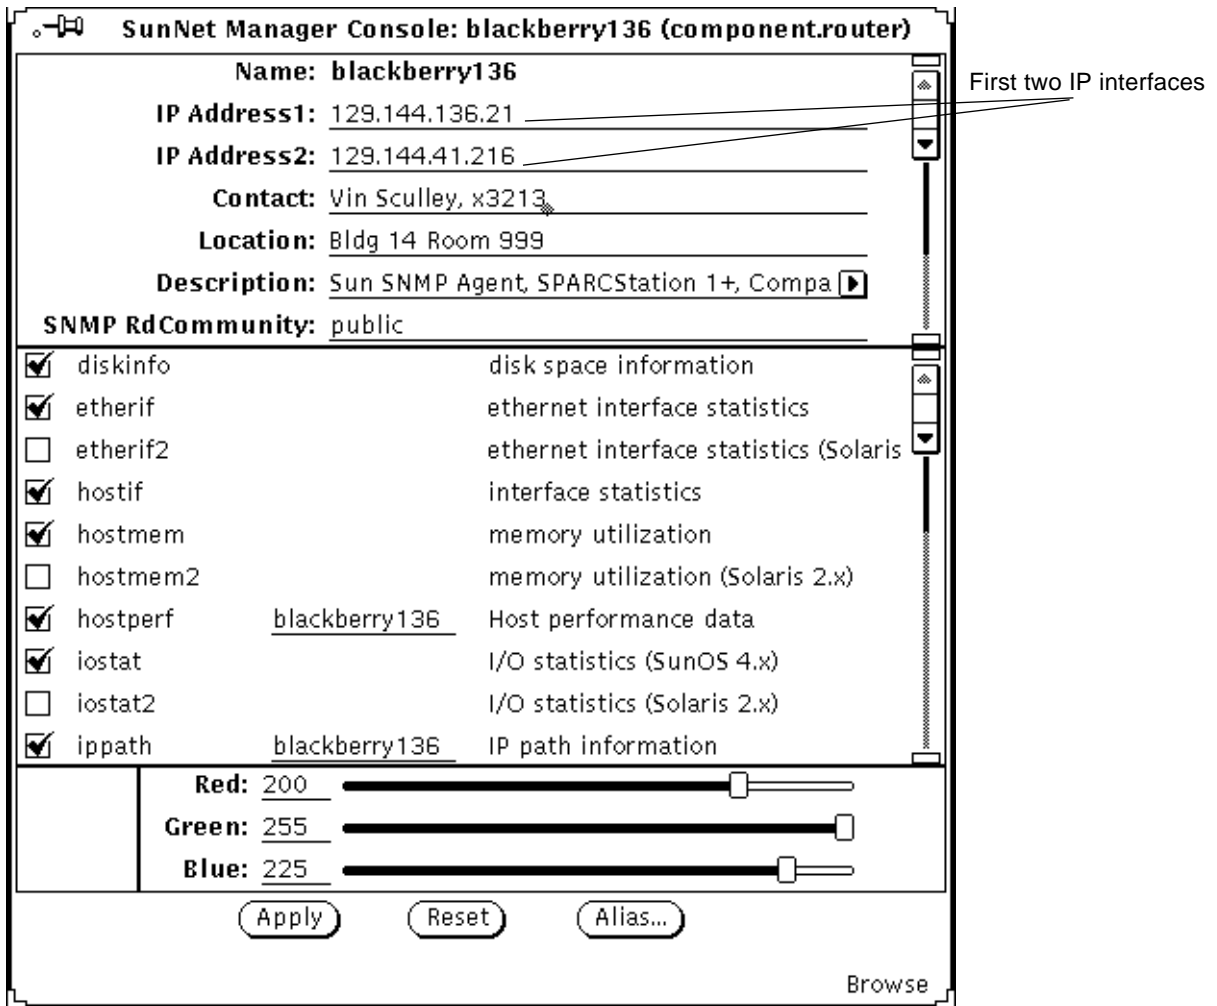 SunNet Manager Console: blackberry136 (component.router)
Name: blackberry136
First two IP interfaces
IP Address1: 129.144.136.21
IP Address2: 129.144.41.216
Contact: Vin Sculley, x3213
Location: Bldg 14 Room 999
Description: Sun SNMP Agent, SPARCStation 1+, Compa
SNMP RdCommunity: public
diskinfo disk space information
etherif ethernet interface statistics
etherif2 ethernet interface statistics (Solaris
hostif interface statistics
hostmem memory utilization
hostmem2 memory utilization (Solaris 2.x)
hostperf blackberry136 Host performance data
iostat I/O statistics (SunOS 4.x)
iostat2 I/O statistics (Solaris 2.x)
ippath blackberry136 IP path information
Red: 200
Green: 255
Blue: 225
Apply Reset Alias...
Browse